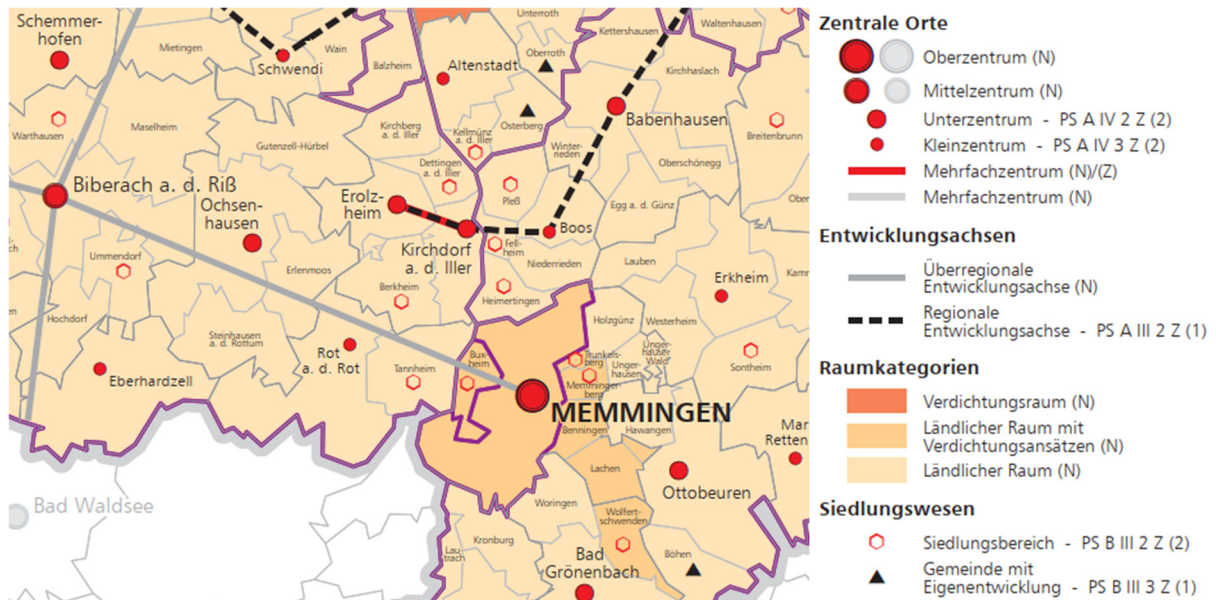 Schemmer-
hofen
Mietingen
Schwendi
Wain
Balzheim
Altenstadt
Unterroth
Oberroth
Kettershausen
Waltenhausen
Kirchhaslach
Warthausen
Maselheim
Gutenzell-Hürbel
Kirchberg
a. d. Iller
Kellmünz
a. d. Iller
Osterberg
Babenhausen
Breitenbrunn
Dettingen
a. d. Iller
Winter-
rieden
Oberschönegg
Biberach a. d. Riß
Ochsen-
hausen
Erolz-
heim
Pleß
Egg a. d. Günz
Ober
Boos
Kirchdorf
a. d. Iller
Fell-
heim
Niederrieden
Lauben
Ummendorf
Erlenmoos
Berkheim
Heimertingen
Erkheim
Kamm
Hochdorf
Steinhausen
a. d. Rottum
Rot
a. d. Rot
Tannheim
Bux-
heim
Holzgünz
Westerheim
Trunkels-
berg
Unger-
hausen
Unger-
hauser
Wald
Memminger-
berg
Sontheim
Eberhardzell
MEMMINGEN
Benningen
Hawangen
Mar
Retten
Lachen
Ottobeuren
Bad Waldsee
Woringen
Wolfert-
schwenden
Lau-
trach
Kronburg
Bad
Grönenbach
Böhen
Zentrale Orte
Oberzentrum (N)
Mittelzentrum (N)
Unterzentrum - PS A IV 2 Z (2)
Kleinzentrum - PS A IV 3 Z (2)
Mehrfachzentrum (N)/(Z)
Mehrfachzentrum (N)
Entwicklungsachsen
Überregionale
Entwicklungsachse (N)
Regionale
Entwicklungsachse - PS A III 2 Z (1)
Raumkategorien
Verdichtungsraum (N)
Ländlicher Raum mit
Verdichtungsansätzen (N)
Ländlicher Raum (N)
Siedlungswesen
Siedlungsbereich - PS B III 2 Z (2)
Gemeinde mit
Eigenentwicklung - PS B III 3 Z (1)